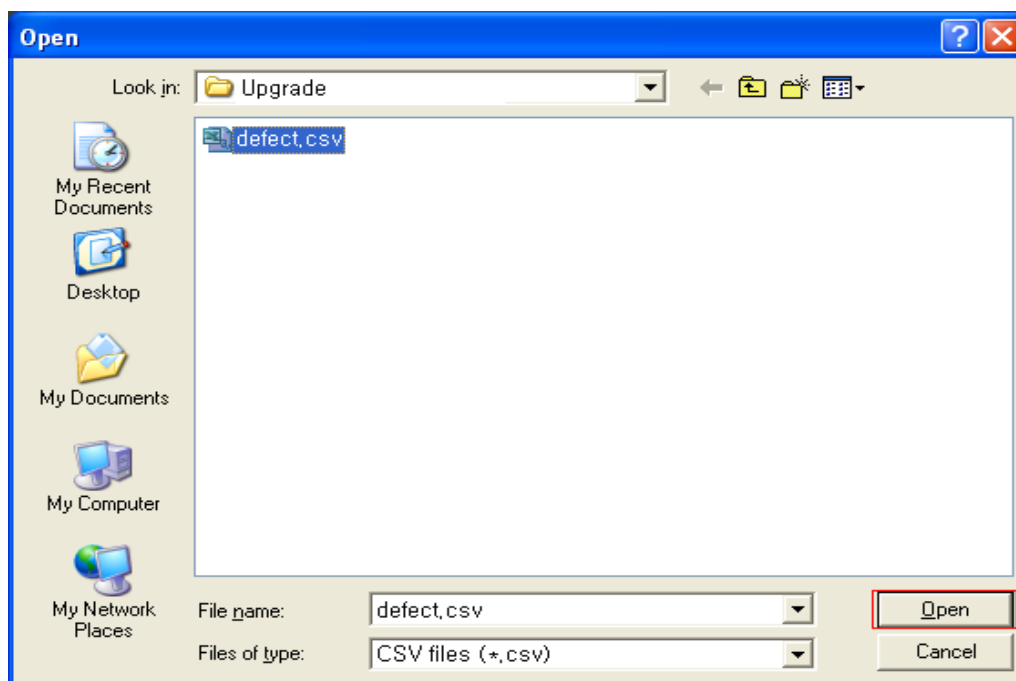 Open
Look in: Upgrade
defect.csv
My Recent
Documents
Desktop
My Documents
My Computer
My Network
Places
File name: defect.csv
Open
Files of type: CSV files (*.csv)
Cancel